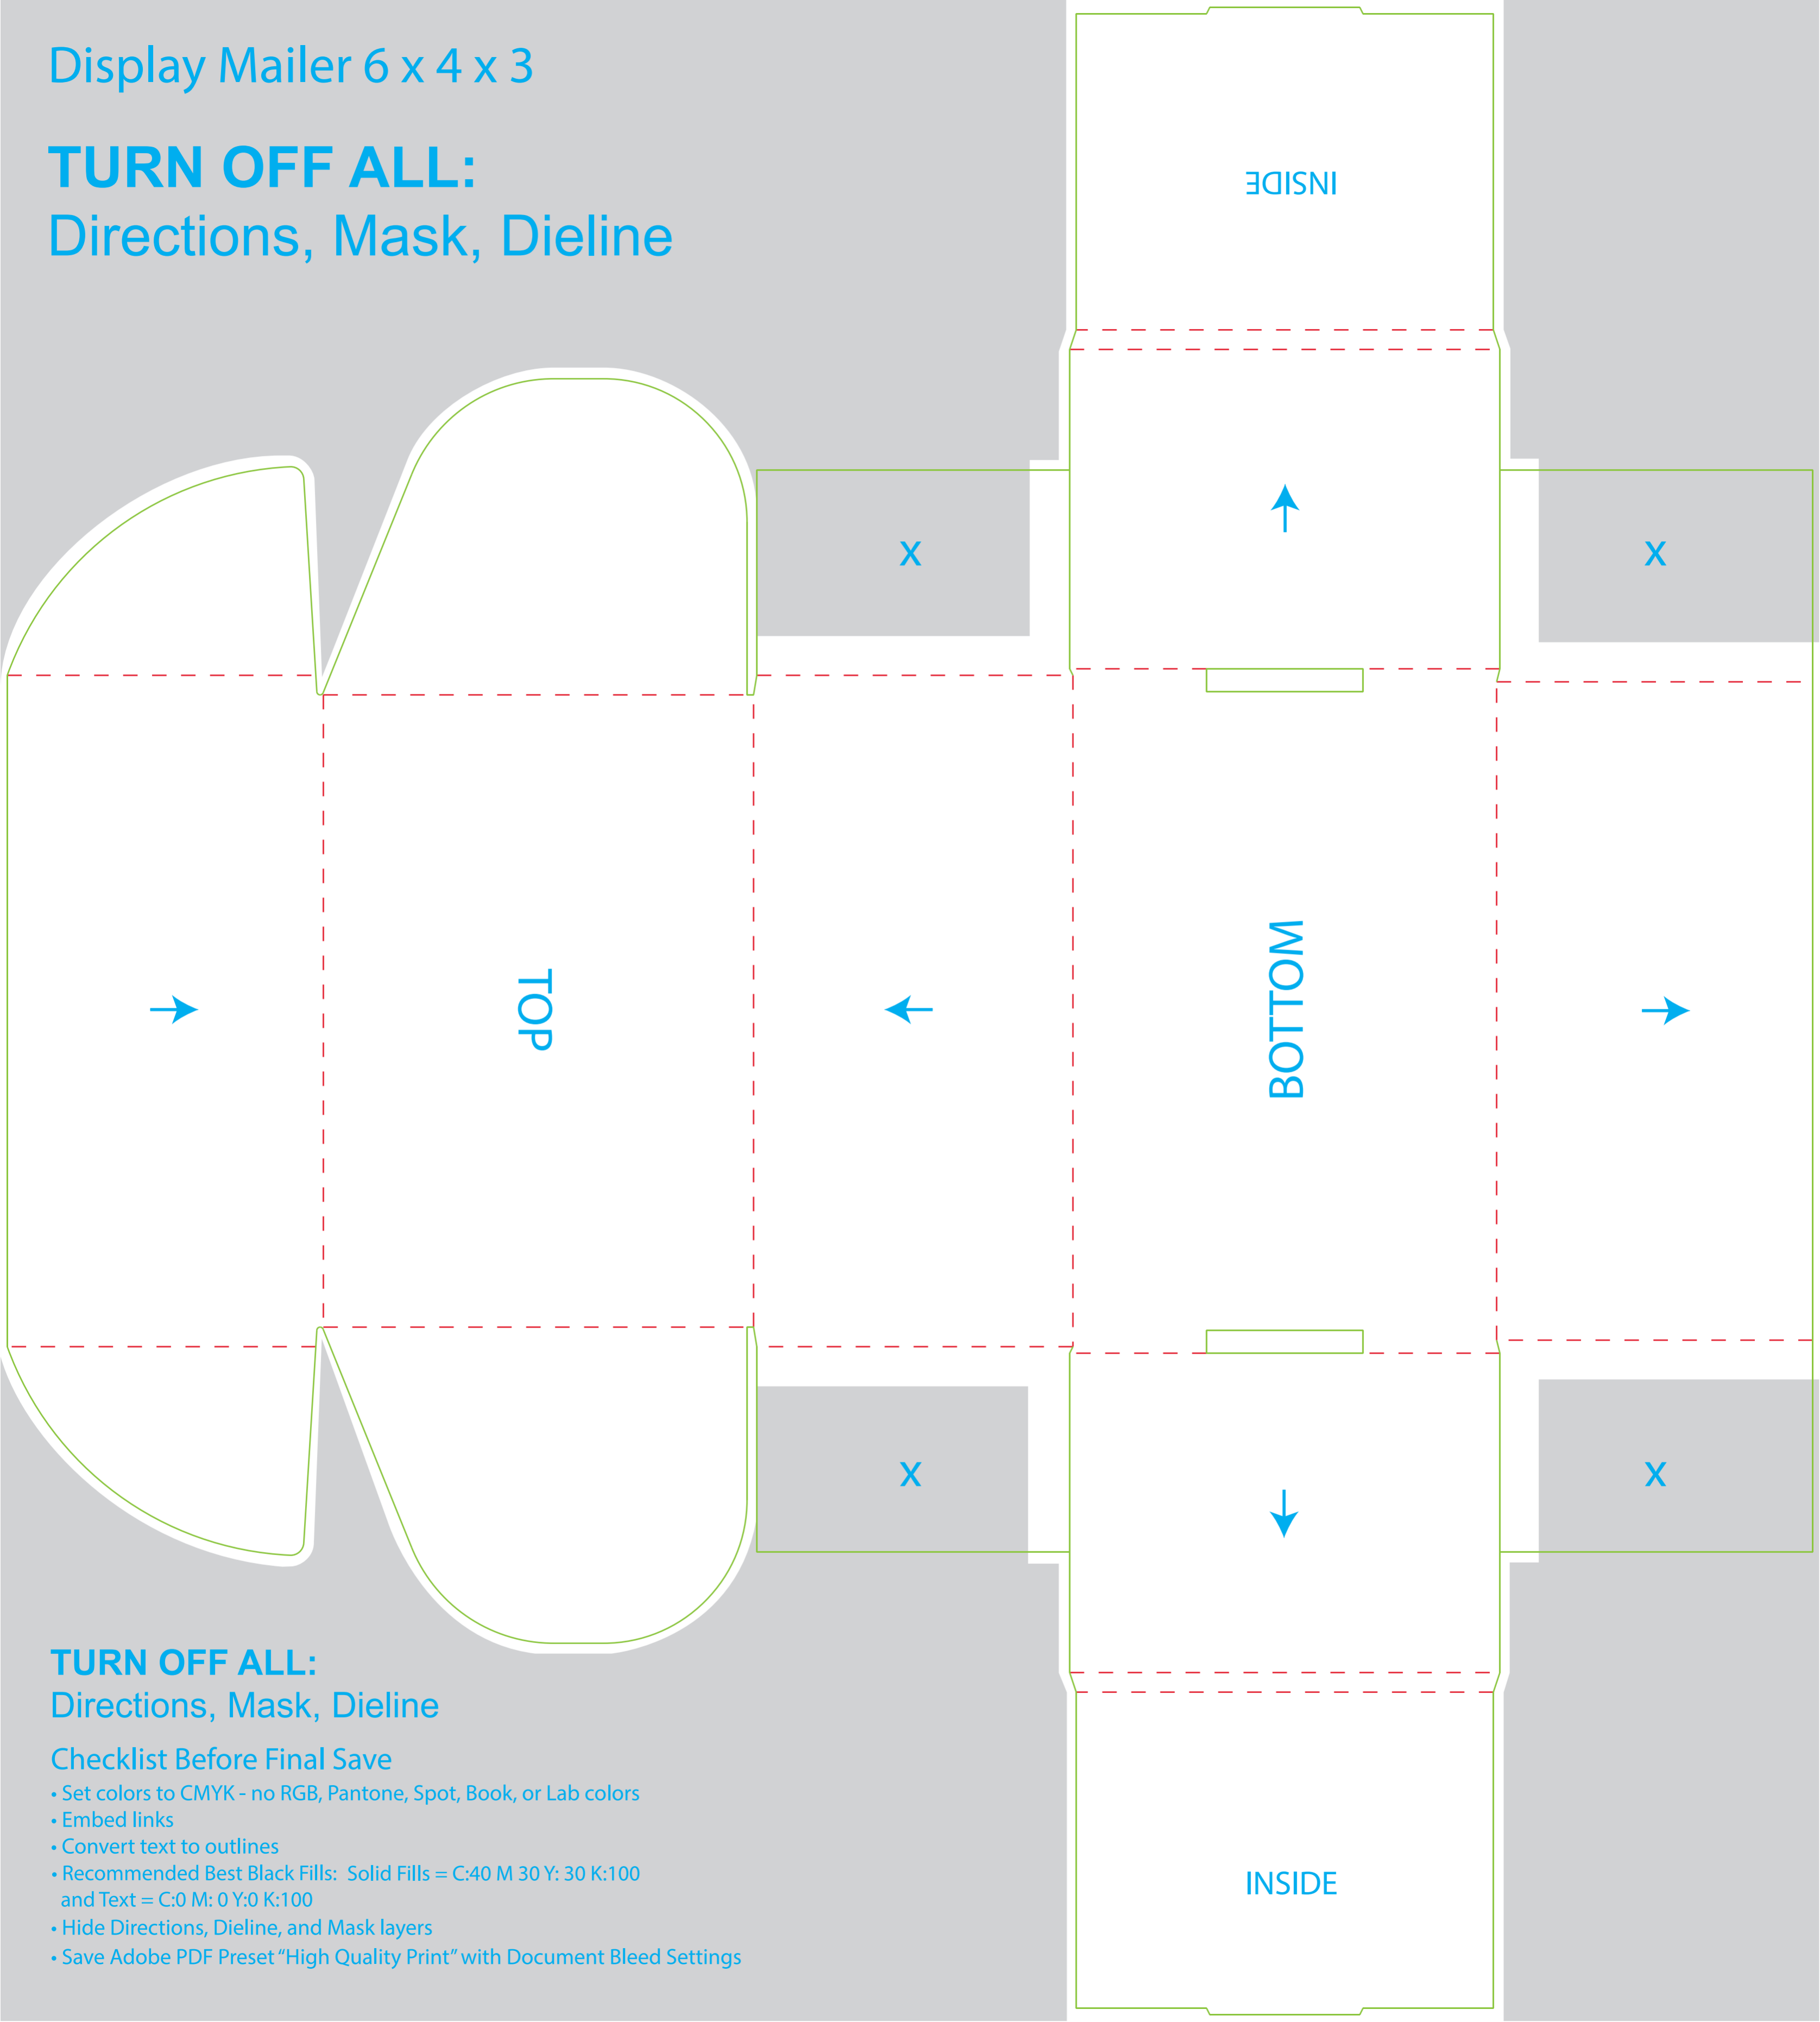 Display Mailer 6 x 4 x 3
TURN OFF ALL:
Directions, Mask, Dieline
INSIDE
x
x
TOP
BOTTOM
x
x
TURN OFF ALL:
Directions, Mask, Dieline
Checklist Before Final Save
• Set colors to CMYK - no RGB, Pantone, Spot, Book, or Lab colors
• Embed links
• Convert text to outlines
• Recommended Best Black Fills:  Solid Fills = C:40 M 30 Y: 30 K:100
and Text = C:0 M: 0 Y:0 K:100
• Hide Directions, Dieline, and Mask layers
• Save Adobe PDF Preset “High Quality Print” with Document Bleed Settings
INSIDE